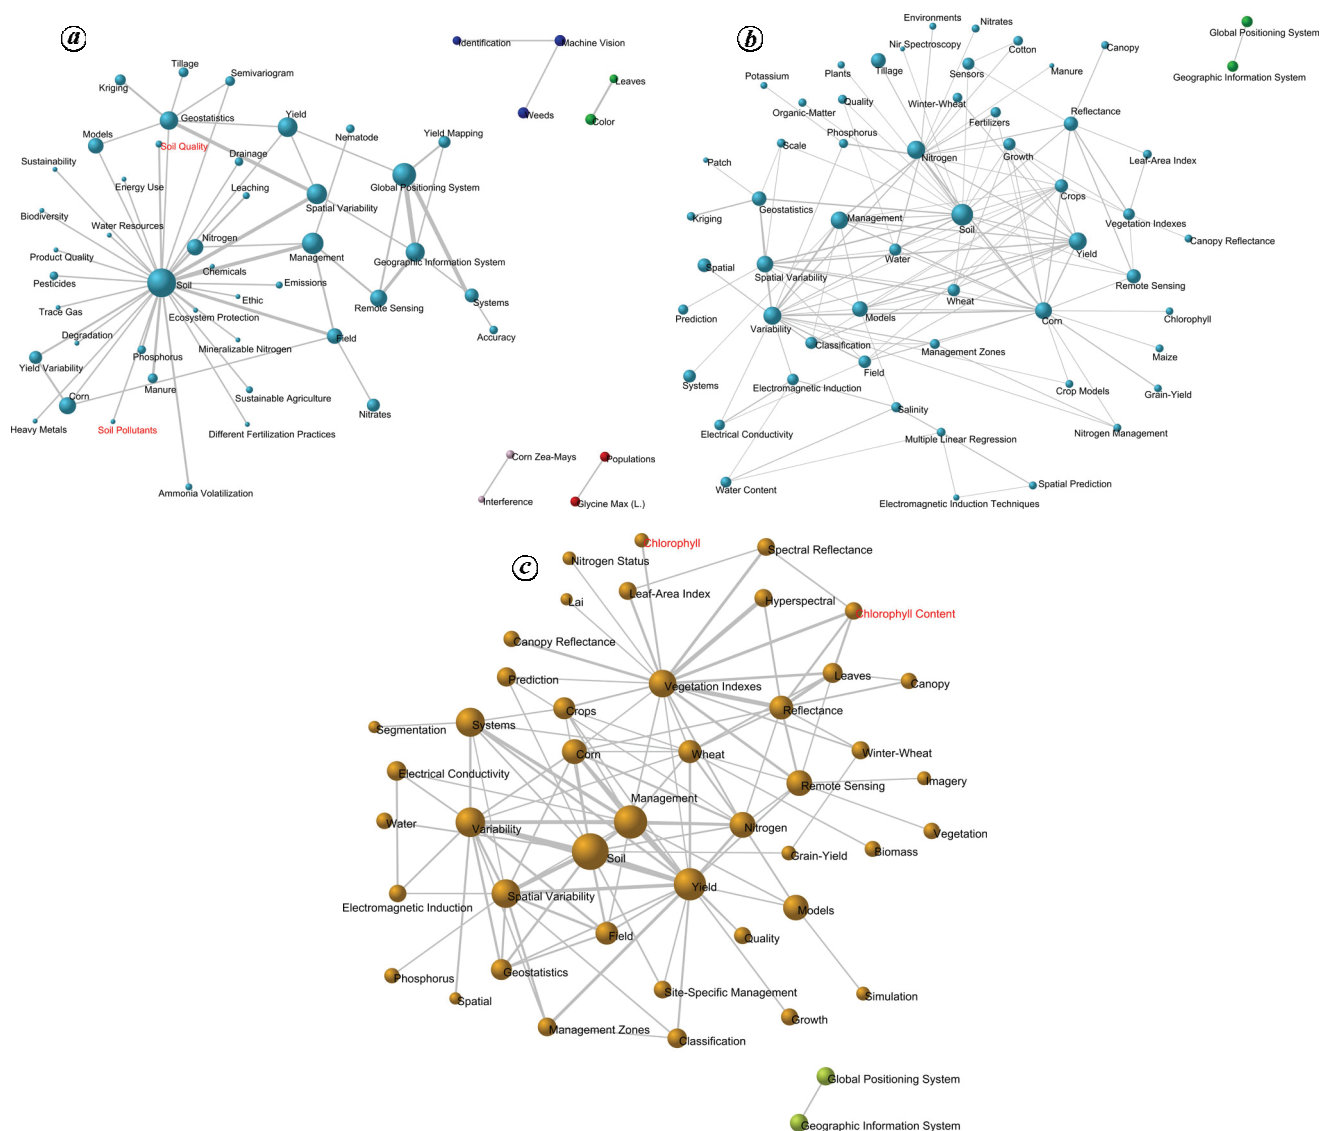 a
Identification
Machine Vision
Tillage
Semivariogram
Kriging
Leaves
Geostatistics
Yield
Weeds
Color
Models
Nematode
Yield Mapping
Soil Quality
Drainage
Sustainability
Energy Use
Leaching
Global Positioning System
Spatial Variability
Biodiversity
Water Resources
Nitrogen
Management
Geographic Information System
Product Quality
Chemicals
Pesticides
Soil
Emissions
Remote Sensing
Systems
Ethic
Trace Gas
Ecosystem Protection
Degradation
Field
Accuracy
Mineralizable Nitrogen
Phosphorus
Yield Variability
Manure
Corn
Sustainable Agriculture
Nitrates
Heavy Metals
Soil Pollutants
Different Fertilization Practices
Corn Zea-Mays
Populations
Ammonia Volatilization
Interference
Glycine Max (L.)
b
Environments
Nitrates
Global Positioning System
Nir Spectroscopy
Cotton
Canopy
Geographic Information System
Plants
Tillage
Sensors
Manure
Potassium
Quality
Winter-Wheat
Organic-Matter
Fertilizers
Reflectance
Phosphorus
Scale
Nitrogen
Growth
Leaf-Area Index
Patch
Crops
Geostatistics
Management
Kriging
Soil
Vegetation Indexes
Canopy Reflectance
Water
Yield
Spatial
Spatial Variability
Remote Sensing
Wheat
Prediction
Variability
Models
Corn
Chlorophyll
Classification
Management Zones
Maize
Field
Systems
Electromagnetic Induction
Crop Models
Grain-Yield
Salinity
Electrical Conductivity
Multiple Linear Regression
Nitrogen Management
Water Content
Spatial Prediction
Electromagnetic Induction Techniques
c
Chlorophyll
Spectral Reflectance
Nitrogen Status
Leaf-Area Index
Lai
Hyperspectral
Chlorophyll Content
Canopy Reflectance
Prediction
Vegetation Indexes
Leaves
Canopy
Crops
Reflectance
Segmentation
Systems
Corn
Wheat
Winter-Wheat
Electrical Conductivity
Remote Sensing
Imagery
Management
Water
Variability
Nitrogen
Vegetation
Soil
Grain-Yield
Biomass
Yield
Electromagnetic Induction
Spatial Variability
Models
Field
Quality
Phosphorus
Geostatistics
Spatial
Site-Specific Management
Simulation
Management Zones
Growth
Classification
Global Positioning System
Geographic Information System